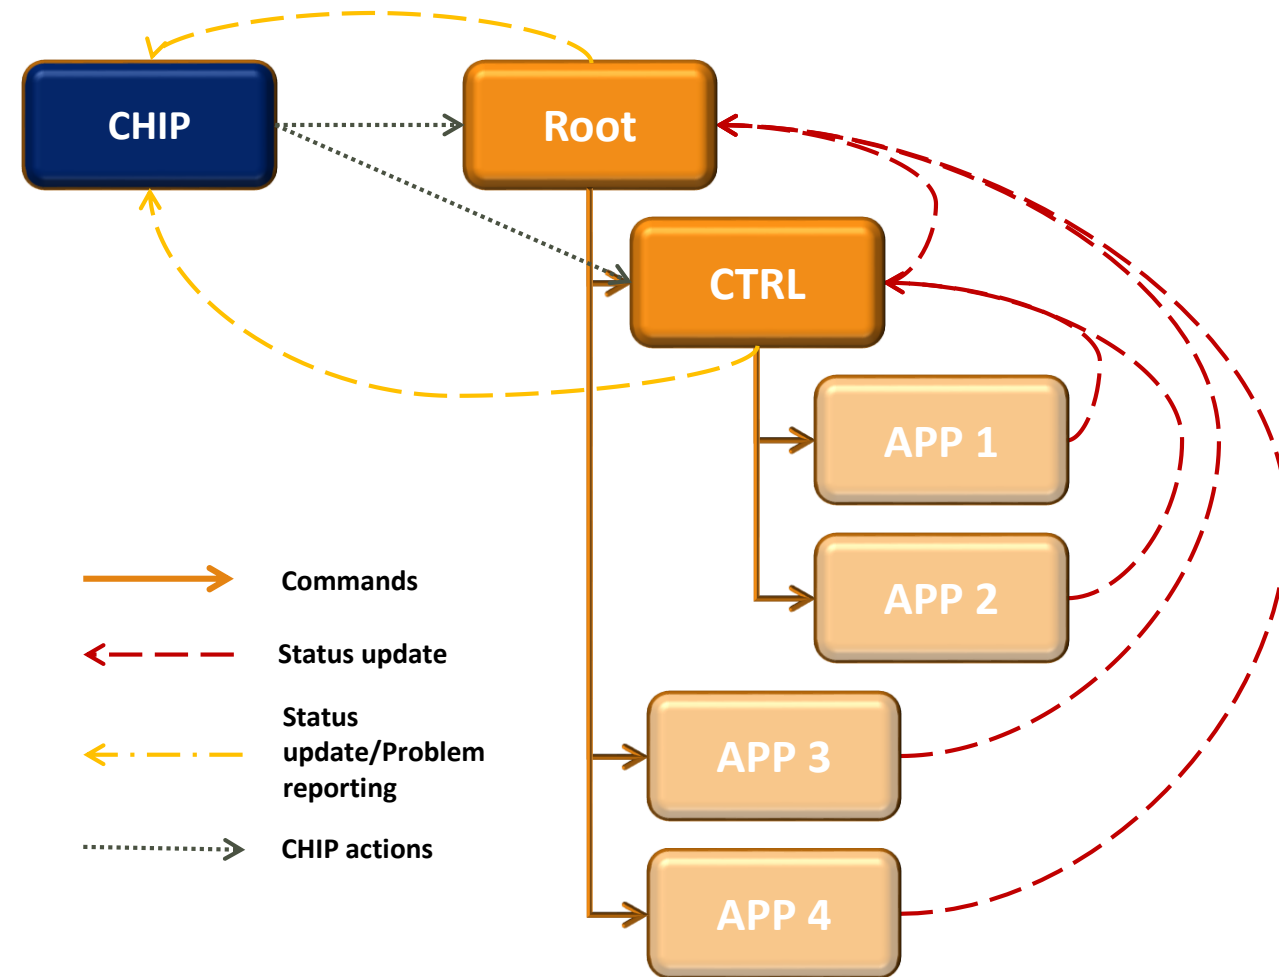 CHIP
Root
CTRL
APP 1
APP 2
APP 3
APP 4
Commands
Status update
Status
update/Problem
reporting
CHIP actions